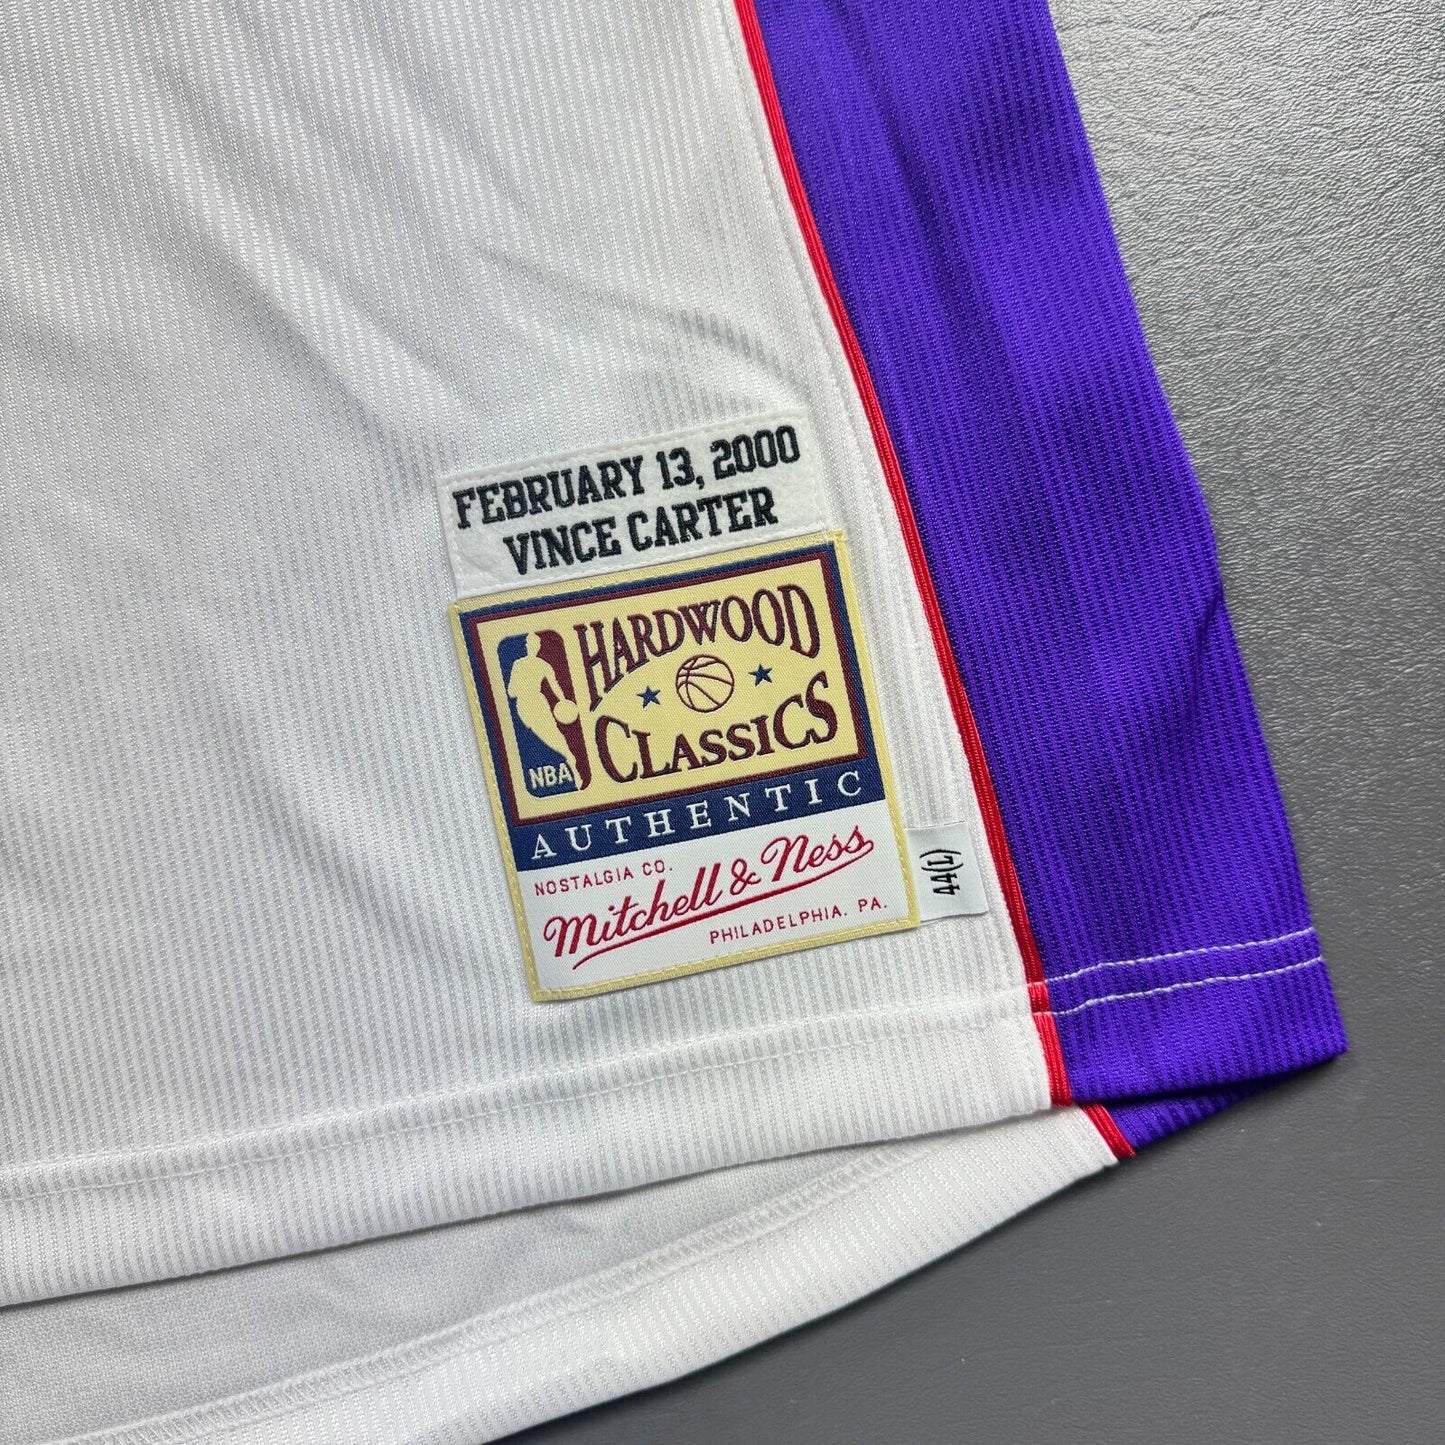 FEBRUARY 13, 2000
VINCE CARTER
HARDWOOD
CLASSICS
NBA
AUTHENTIC
NOSTALGIA CO.
Mitchell & Ness
PHILADELPHIA, PA.
44(L)